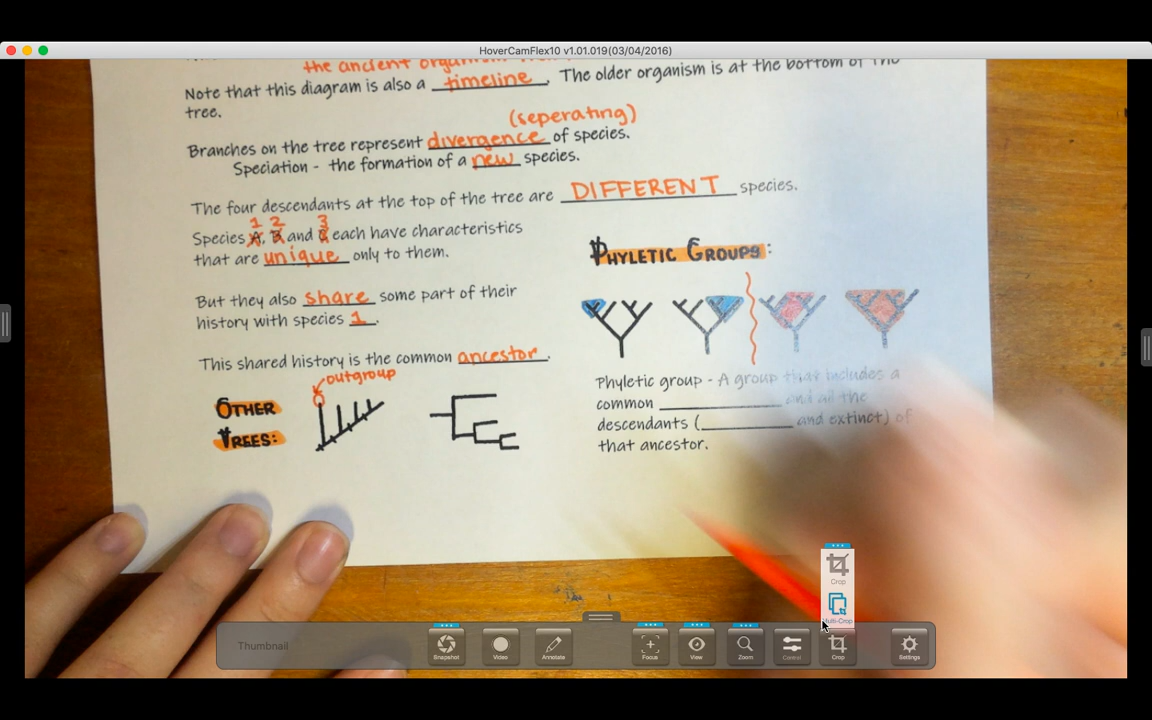 HoverCamFlex10 v1.01.019(03/04/2016)
the ancient
Note that this diagram is also a timeline. The older organism is at the bottom of
tree.
(seperating)
Branches on the tree represent divergence of species.
Speciation - the formation of a new species.
The four descendants at the top of the tree are DIFFERENT species.
1 2 3
Species A, B and C each have characteristics
that are unique only to them.
But they also share some part of their
history with species 1.
This shared history is the common ancestor.
outgroup
OTHER
TREES:
PHYLETIC GROUPS:
Phyletic group - A group that includes a
common ___ and all the
descendants (___ and extinct) of
that ancestor.
Crop
Multi-Crop
Thumbnail
Snapshot
Video
Annotate
Focus
View
Zoom
Control
Crop
Settings